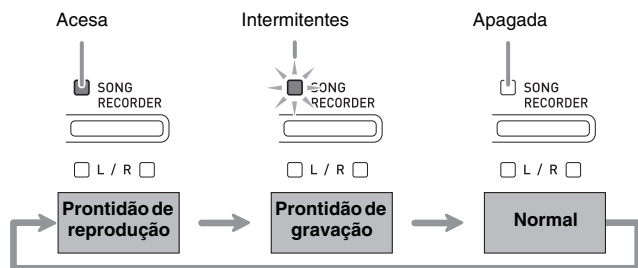 Acesa
Intermitentes
Apagada
SONG
RECORDER
SONG
RECORDER
SONG
RECORDER
L / R
L / R
L / R
Prontidão de
reprodução
Prontidão de
gravação
Normal